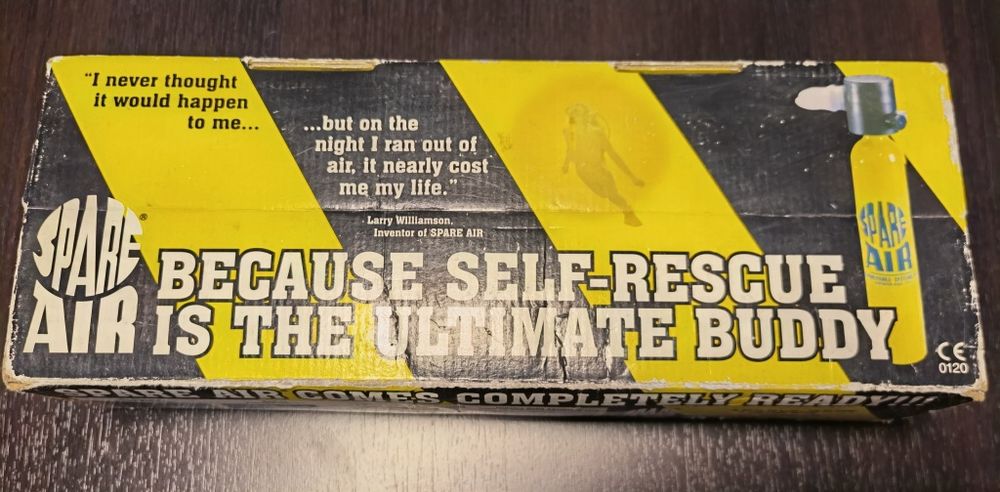 "I never thought
it would happen
to me...
...but on the
night I ran out of
air, it nearly cost
me my life."
- Larry Williamson,
Inventor of SPARE AIR
SPARE
AIR
®
BECAUSE SELF-RESCUE
IS THE ULTIMATE BUDDY
SPARE
AIR
CE
0120
SPARE AIR COMES COMPLETELY READY!!!